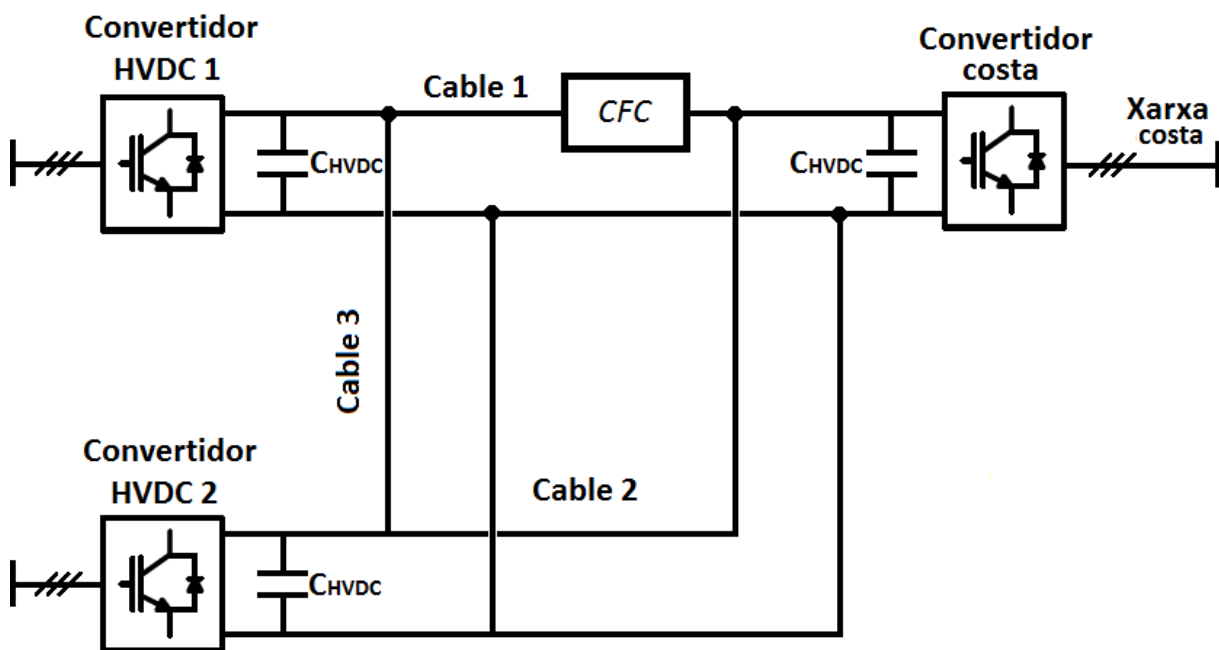 Convertidor
HVDC 1
Cable 1
CFC
Convertidor
costa
Xarxa
costa
CHVDC
CHVDC
Cable 3
Convertidor
HVDC 2
Cable 2
CHVDC